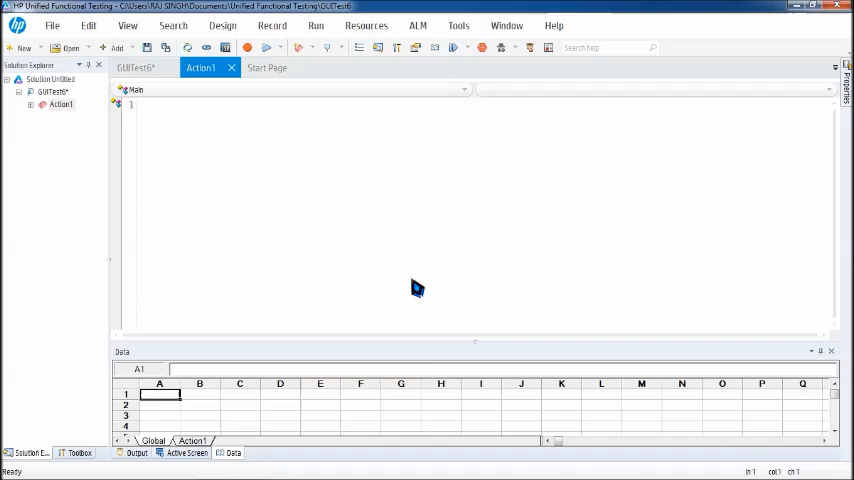 HP Unified Functional Testing - C:\Users\RAJ SINGH\Documents\Unified Functional Testing\GUITest6
hp File Edit View Search Design Record Run Resources ALM Tools Window Help
New Open Add Search help
Solution Explorer
GUITest6* Action1 Start Page
Properties
Solution Untitled
GUITest6*
Action1
Main
1
Data
A1
A B C D E F G H I J K L M N O P Q
1
2
3
4
Global Action1
Solution E... Toolbox Output Active Screen Data
Ready ln 1 col 1 ch 1